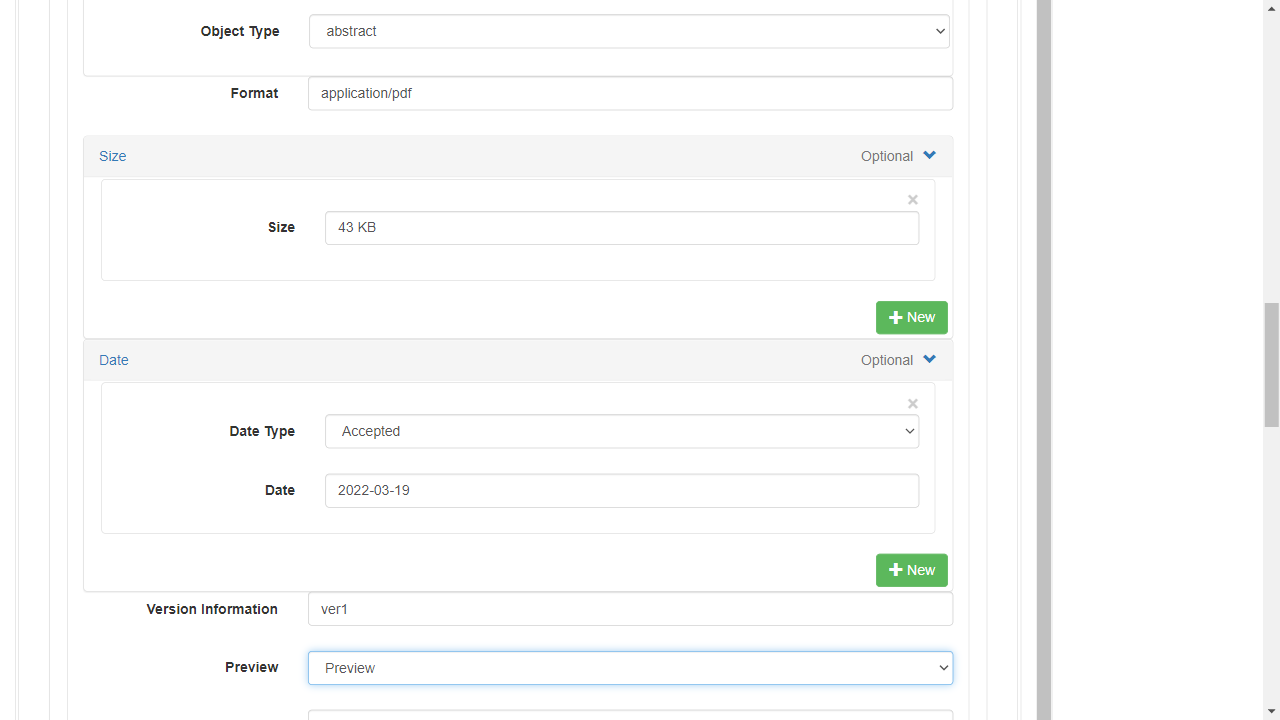 Object Type abstract
Format application/pdf
Size Optional
×
Size 43 KB
New
Date Optional
×
Date Type Accepted
Date 2022-03-19
New
Version Information ver1
Preview Preview